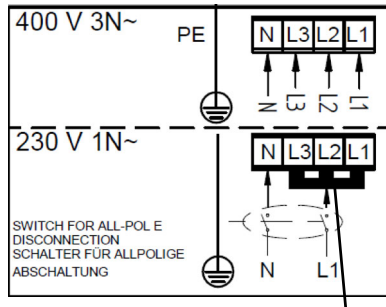 400 V 3N~
PE
N L3 L2 L1
N L3 L2 L1
230 V 1N~
N L3 L2 L1
SWITCH FOR ALL-POL E
DISCONNECTION
SCHALTER FÜR ALLPOLIGE
ABSCHALTUNG
N L1